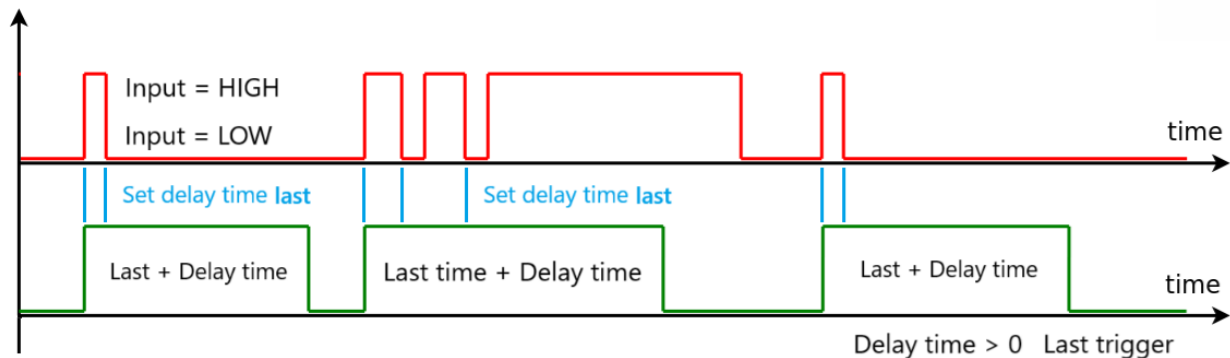 Input = HIGH
Input = LOW
time
Set delay time last
Set delay time last
Last + Delay time
Last time + Delay time
Last + Delay time
time
Delay time > 0 Last trigger